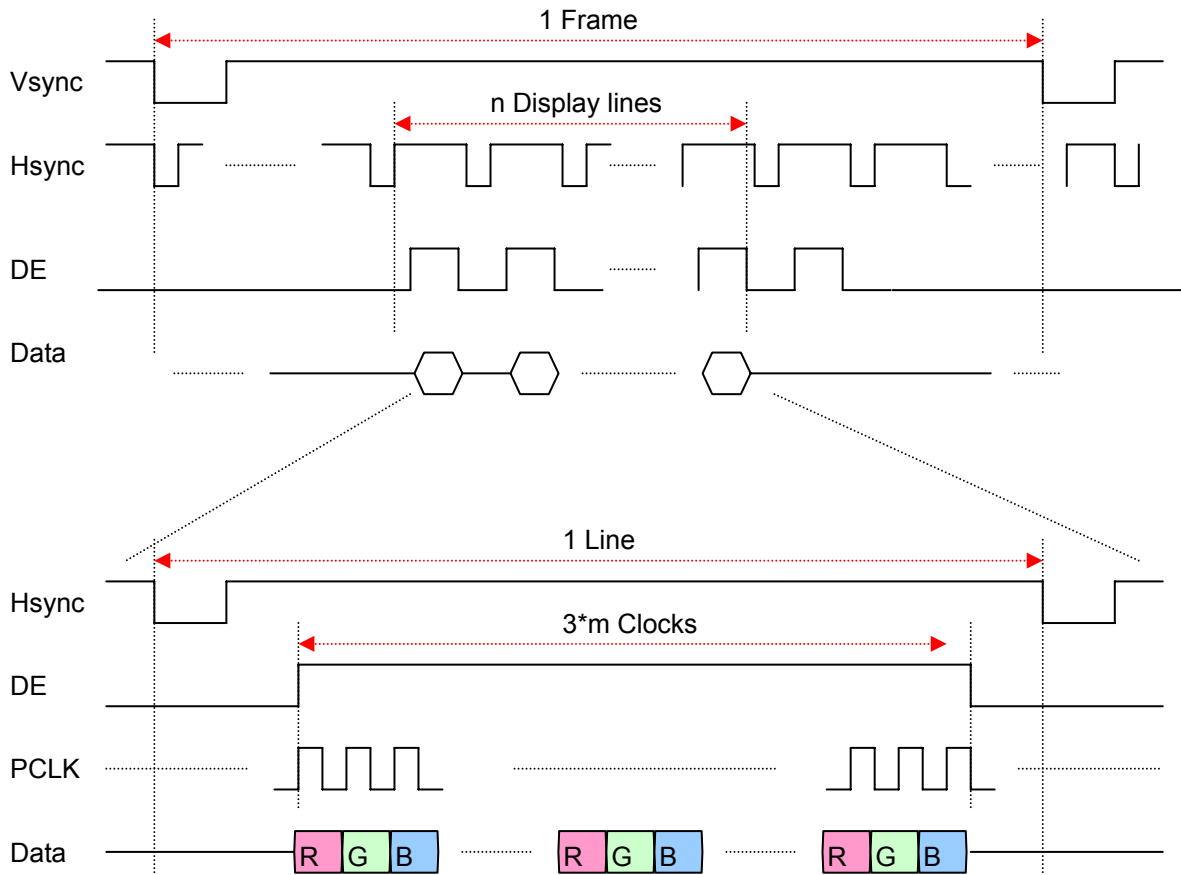 1 Frame
Vsync
n Display lines
Hsync
DE
Data
1 Line
Hsync
3*m Clocks
DE
PCLK
Data
R G B R G B R G B